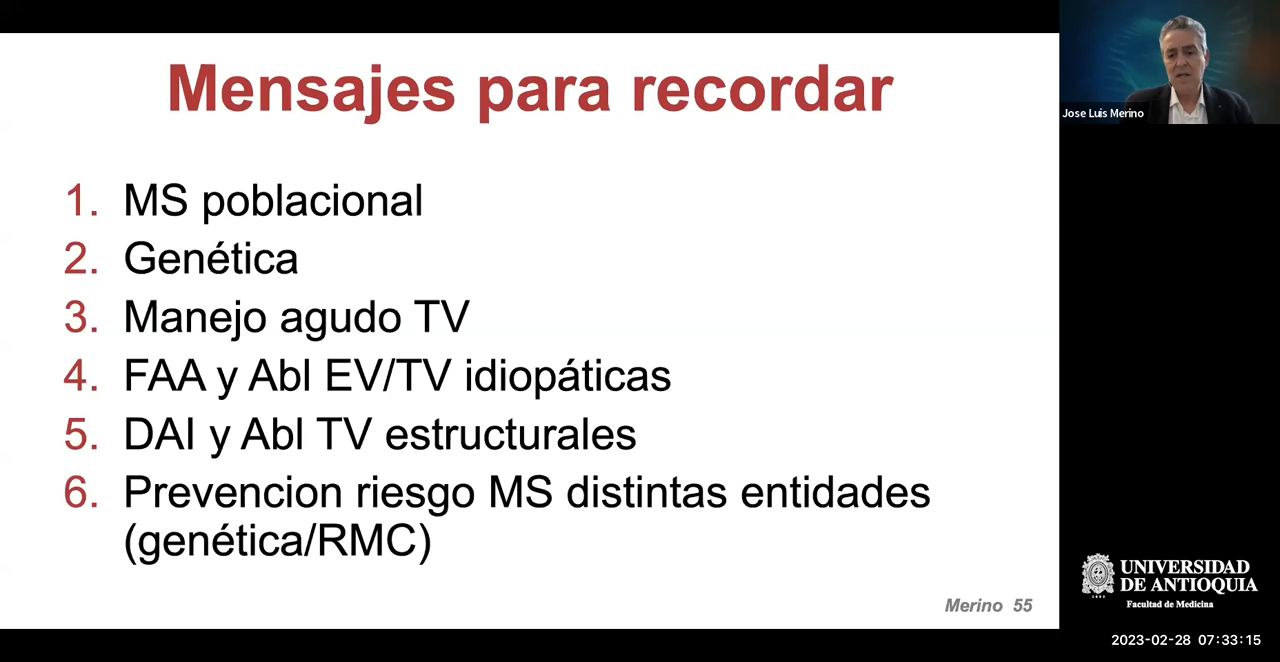 Mensajes para recordar
1. MS poblacional
2. Genética
3. Manejo agudo TV
4. FAA y Abl EV/TV idiopáticas
5. DAI y Abl TV estructurales
6. Prevencion riesgo MS distintas entidades
(genética/RMC)
Merino 55
Jose Luis Merino
UNIVERSIDAD
DE ANTIOQUIA
Facultad de Medicina
2023-02-28 07:33:15